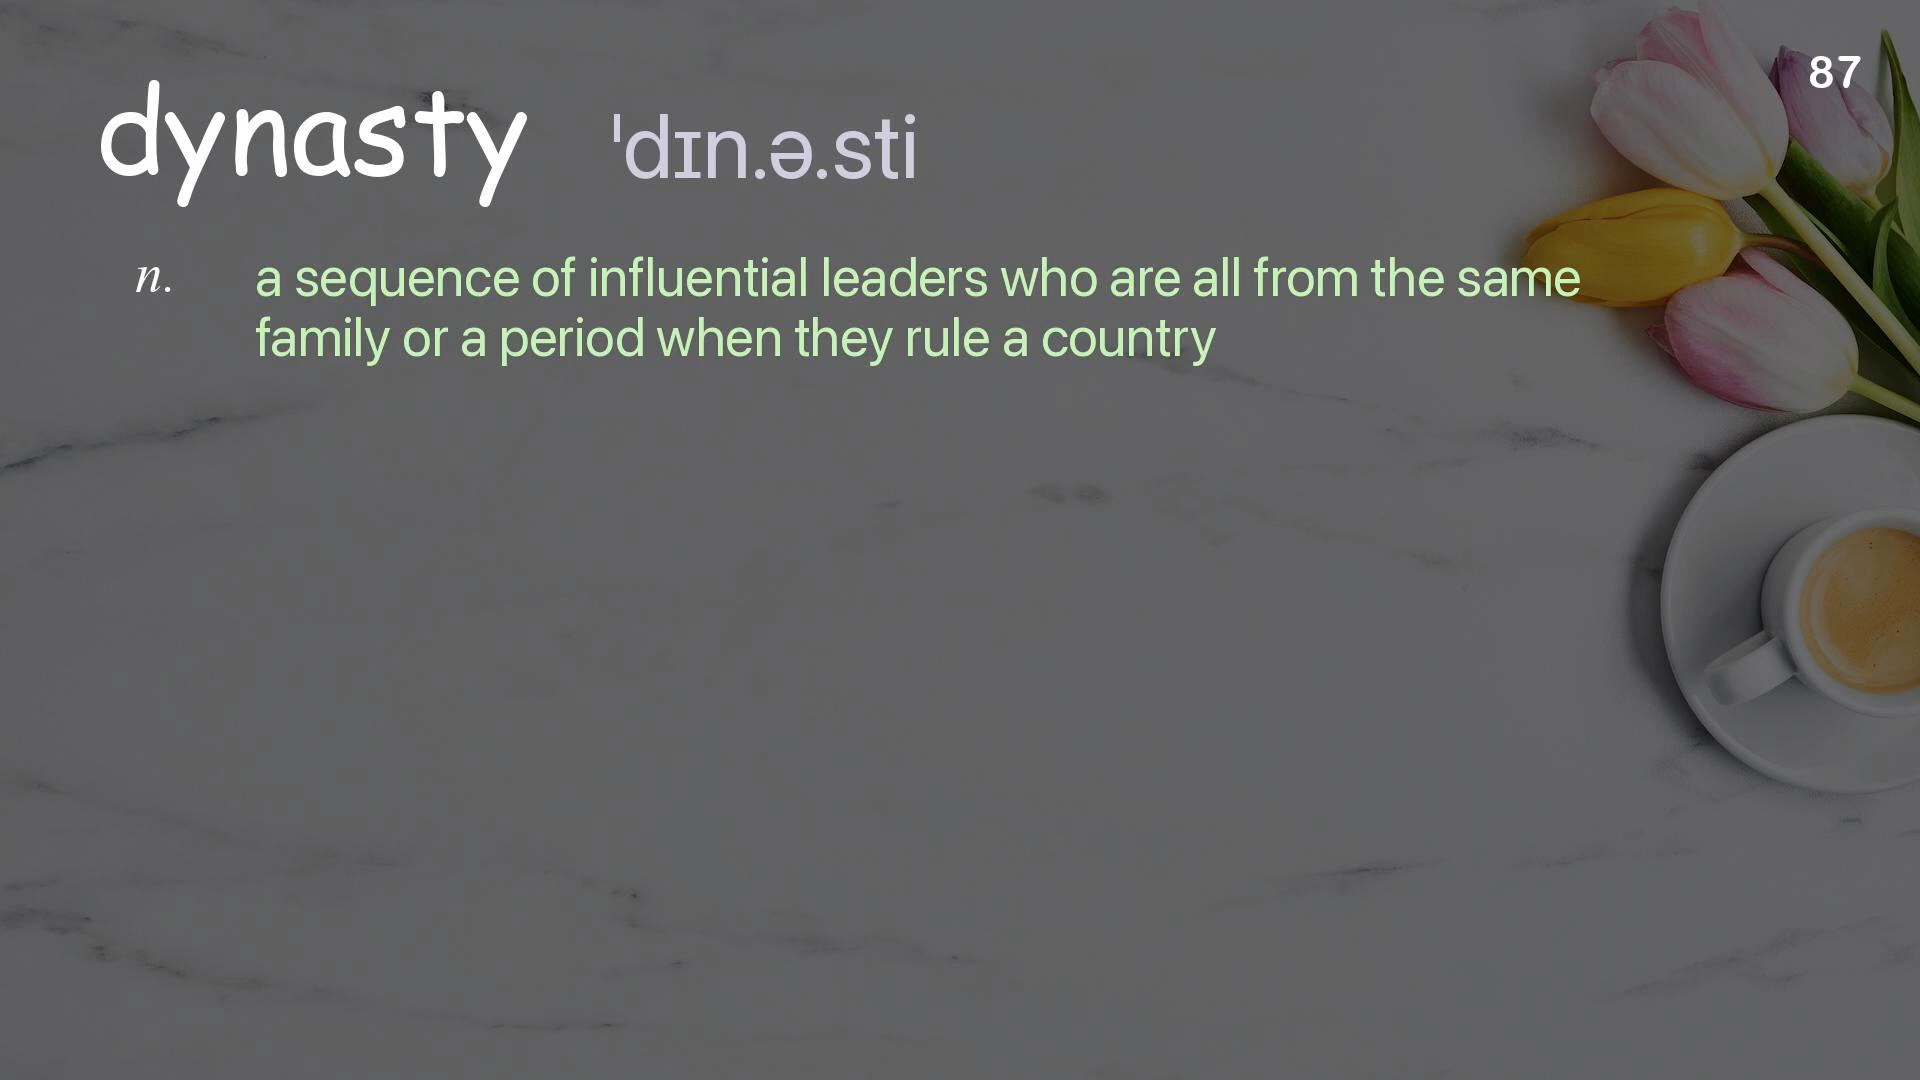 87
dynasty ˈdɪn.ə.sti
n. a sequence of influential leaders who are all from the same
family or a period when they rule a country